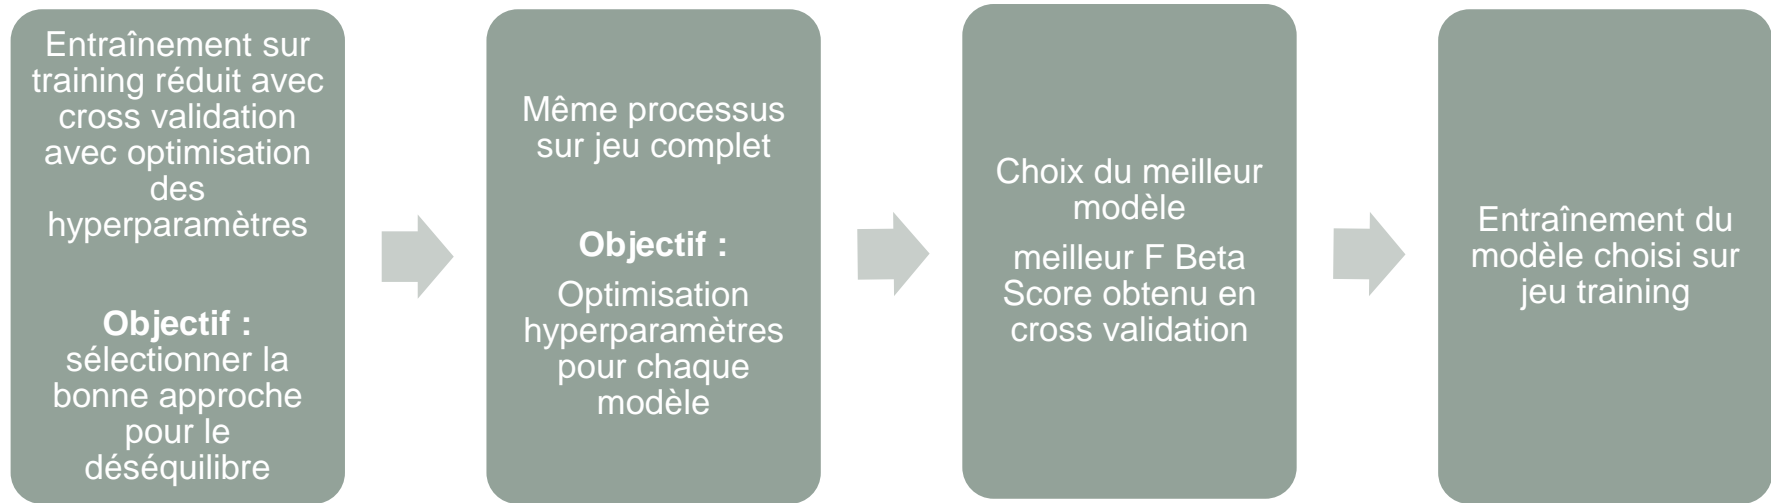 Entraînement sur
training réduit avec
cross validation
avec optimisation
des
hyperparamètres
Objectif :
sélectionner la
bonne approche
pour le
déséquilibre
Même processus
sur jeu complet
Objectif :
Optimisation
hyperparamètres
pour chaque
modèle
Choix du meilleur
modèle
meilleur F Beta
Score obtenu en
cross validation
Entraînement du
modèle choisi sur
jeu training